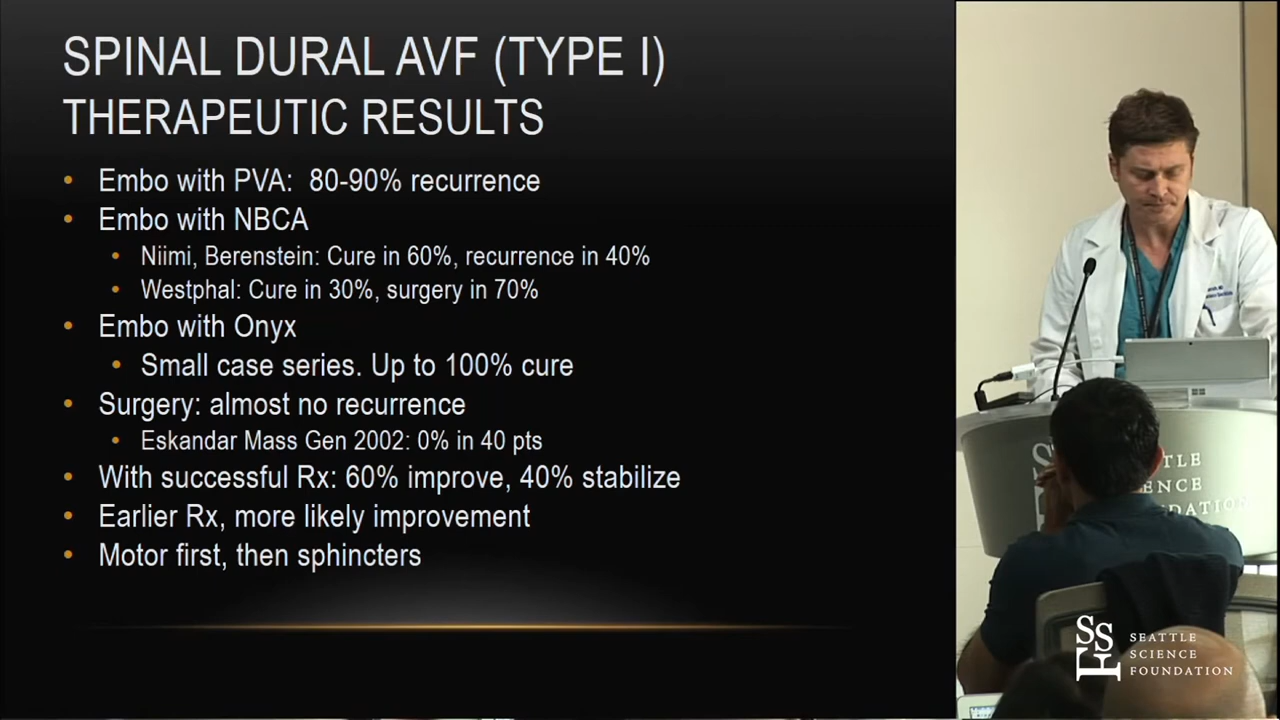 SPINAL DURAL AVF (TYPE I)
THERAPEUTIC RESULTS
• Embo with PVA: 80-90% recurrence
• Embo with NBCA
• Niimi, Berenstein: Cure in 60%, recurrence in 40%
• Westphal: Cure in 30%, surgery in 70%
• Embo with Onyx
• Small case series. Up to 100% cure
• Surgery: almost no recurrence
• Eskandar Mass Gen 2002: 0% in 40 pts
• With successful Rx: 60% improve, 40% stabilize
• Earlier Rx, more likely improvement
• Motor first, then sphincters
SSF
SEATTLE
SCIENCE
FOUNDATION